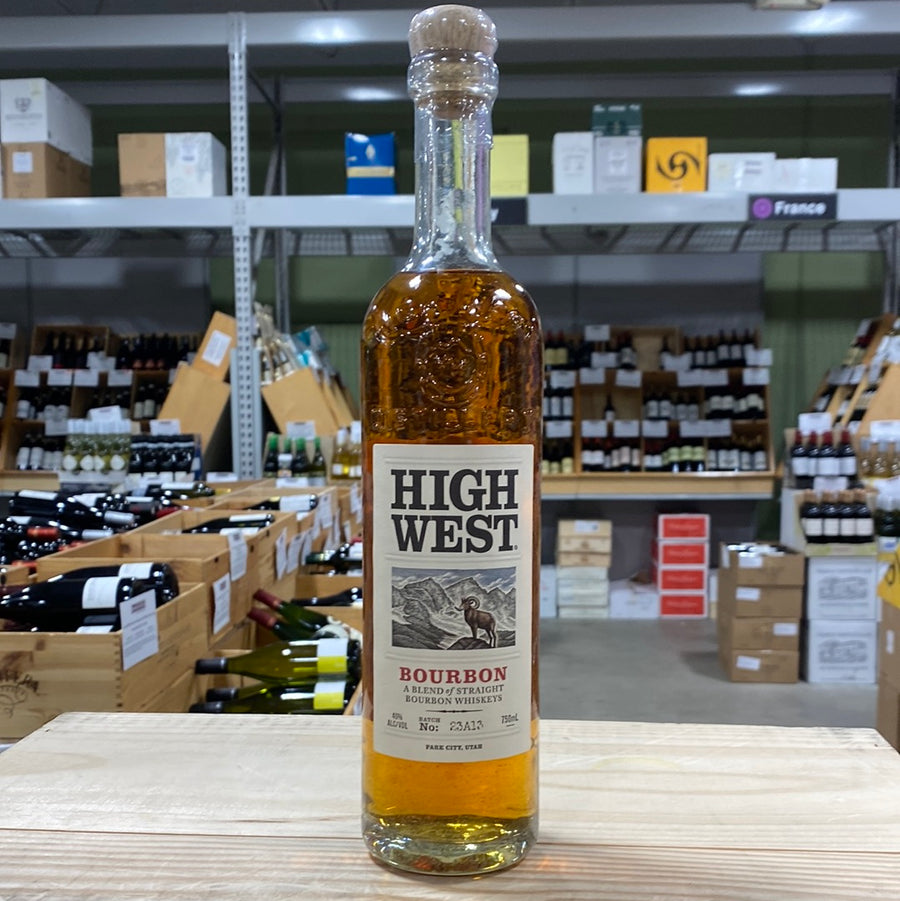 France
HIGH
WEST
BOURBON
A BLEND of STRAIGHT
BOURBON WHISKEYS
46%
ALC/VOL
BATCH
No: 23A13
750mL
PARK CITY, UTAH